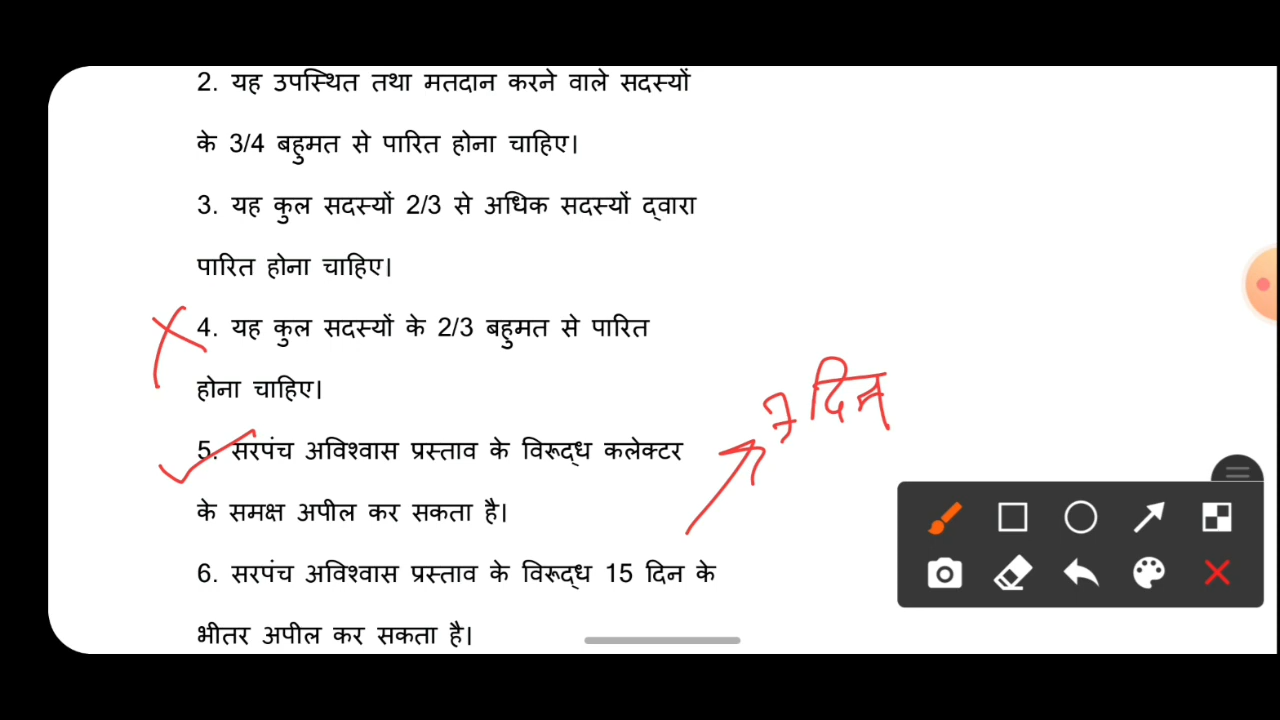 2. यह उपस्थित तथा मतदान करने वाले सदस्यों
के 3/4 बहुमत से पारित होना चाहिए।
3. यह कुल सदस्यों 2/3 से अधिक सदस्यों द्वारा
पारित होना चाहिए।
4. यह कुल सदस्यों के 2/3 बहुमत से पारित
होना चाहिए।
7 दिन
5. सरपंच अविश्वास प्रस्ताव के विरूद्ध कलेक्टर
के समक्ष अपील कर सकता है।
6. सरपंच अविश्वास प्रस्ताव के विरूद्ध 15 दिन के
भीतर अपील कर सकता है।